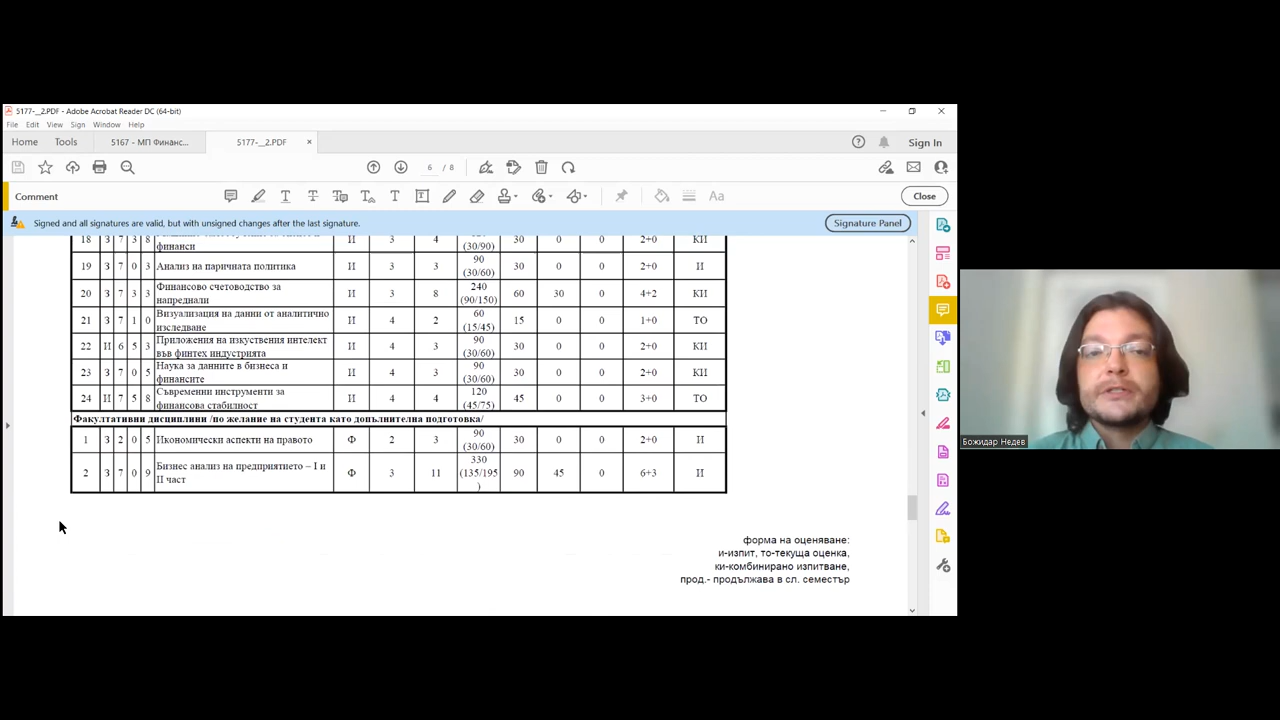 5177-__2.PDF - Adobe Acrobat Reader DC (64-bit)
File Edit View Sign Window Help
Home Tools 5167 - МП Финанс... 5177-__2.PDF × Sign In
6 / 8
Comment Close
Signed and all signatures are valid, but with unsigned changes after the last signature. Signature Panel
18 З 7 3 8 И 3 4 30 0 0 2+0 КИ
финанси (30/90)
19 З 7 0 3 Анализ на паричната политика И 3 3 90 (30/60) 30 0 0 2+0 И
20 З 7 3 3 Финансово счетоводство за И 3 8 240 60 30 0 4+2 КИ
напреднали (90/150)
21 З 7 1 0 Визуализация на данни от аналитично И 4 2 60 15 0 0 1+0 ТО
изследване (15/45)
22 И 6 5 3 Приложения на изкуствения интелект И 4 3 90 30 0 0 2+0 КИ
във финтех индустрията (30/60)
23 З 7 0 5 Наука за данните в бизнеса и И 4 3 90 30 0 0 2+0 КИ
финансите (30/60)
24 И 7 5 8 Съвременни инструменти за И 4 4 120 45 0 0 3+0 ТО
финансова стабилност (45/75)
Факултативни дисциплини /по желание на студента като допълнителна подготовка/
1 З 2 0 5 Икономически аспекти на правото Ф 2 3 90 (30/60) 30 0 0 2+0 И
2 З 7 0 9 Бизнес анализ на предприятието – I и Ф 3 11 330 90 45 0 6+3 И
II част (135/195)
форма на оценяване:
и-изпит, то-текуща оценка,
ки-комбинирано изпитване,
прод.- продължава в сл. семестър
Божидар Недев